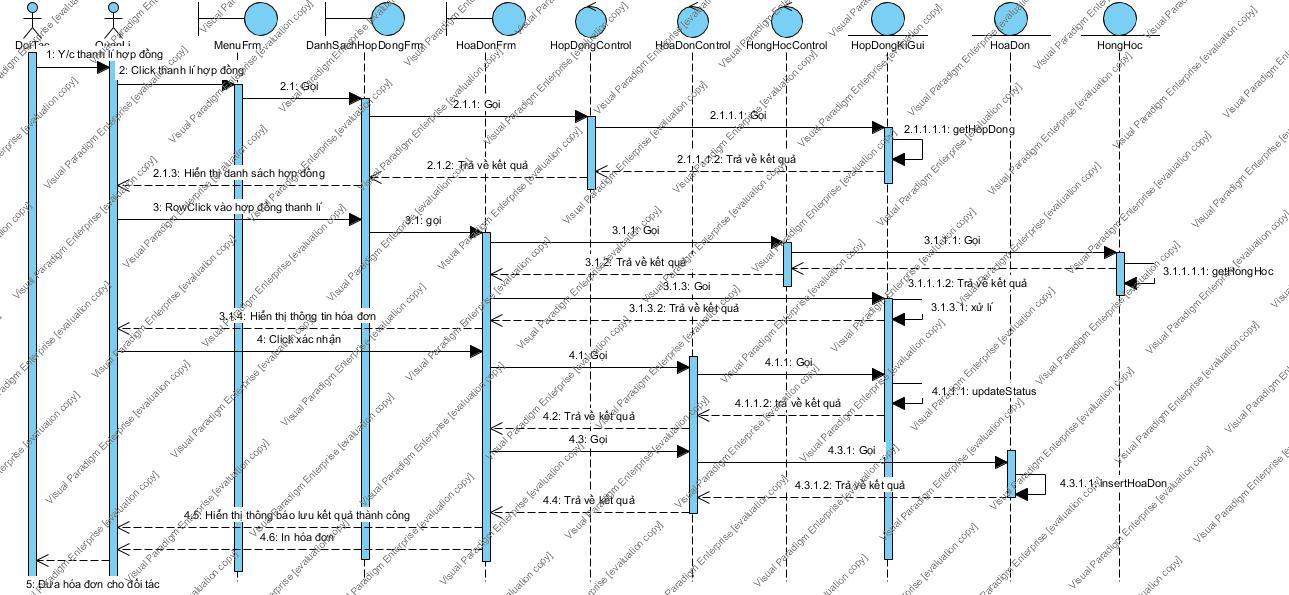 DoiTac QuanLi MenuFrm DanhSachHopDongFrm HoaDonFrm HopDongControl HoaDonControl HongHocControl HopDongKiGui HoaDon HongHoc
1: Y/c thanh lí hợp đồng
2: Click thanh lí hợp đồng
2.1: Gọi
2.1.1: Gọi
2.1.1.1: Gọi
2.1.1.1.1: getHopDong
2.1.1.1.2: Trả về kết quả
2.1.2: Trả về kết quả
2.1.3: Hiển thị danh sách hợp đồng
3: RowClick vào hợp đồng thanh lí
3.1: gọi
3.1.1: Gọi
3.1.1.1: Gọi
3.1.1.1.1: getHongHoc
3.1.2: Trả về kết quả
3.1.1.1.2: Trả về kết quả
3.1.3: Gọi
3.1.3.1: xử lí
3.1.3.2: Trả về kết quả
3.1.4: Hiển thị thông tin hóa đơn
4: Click xác nhận
4.1: Gọi
4.1.1: Gọi
4.1.1.1: updateStatus
4.1.1.2: trả về kết quả
4.2: Trả về kết quả
4.3: Gọi
4.3.1: Gọi
4.3.1.1: insertHoaDon
4.3.1.2: Trả về kết quả
4.4: Trả về kết quả
4.5: Hiển thị thông báo lưu kết quả thành công
4.6: In hóa đơn
5: Đưa hóa đơn cho đối tác
Visual Paradigm Enterprise [evaluation copy]